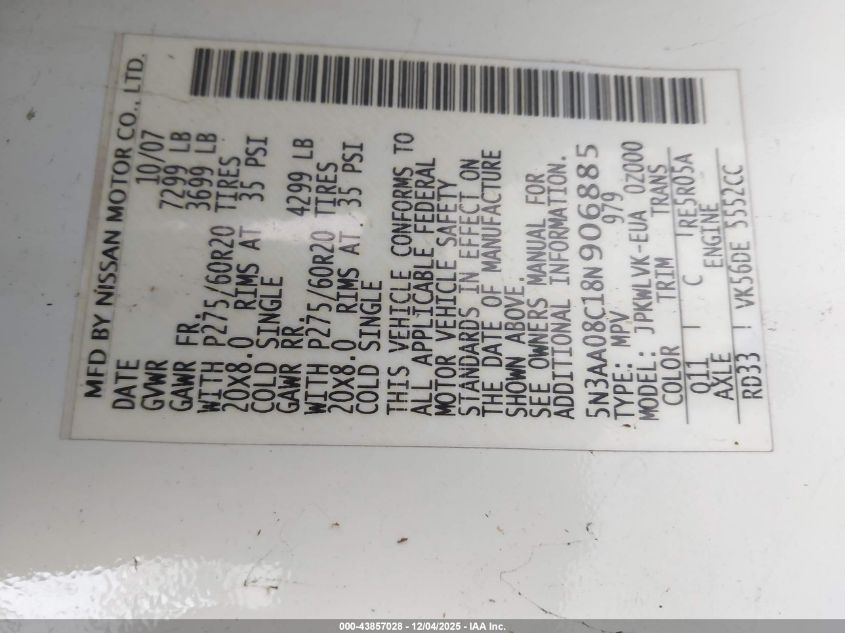 MFD BY NISSAN MOTOR CO., LTD.
DATE 10/07
GVWR 7299 LB
GAWR FR. 3699 LB
WITH P275/60R20 TIRES
20X8.0 RIMS AT 35 PSI
COLD SINGLE
GAWR RR. 4299 LB
WITH P275/60R20 TIRES
20X8.0 RIMS AT 35 PSI
COLD SINGLE
THIS VEHICLE CONFORMS TO
ALL APPLICABLE FEDERAL
MOTOR VEHICLE SAFETY
STANDARDS IN EFFECT ON
THE DATE OF MANUFACTURE
SHOWN ABOVE.
SEE OWNERS MANUAL FOR
ADDITIONAL INFORMATION.
5N3AA08C18N906885
TYPE: MPV 979
MODEL: JPKWLVK-EUA 0Z000
COLOR TRIM TRANS
Q11 C RE5R05A
AXLE ENGINE
RD33 VK56DE 5552CC
000-43857028 - 12/04/2025 - IAA Inc.